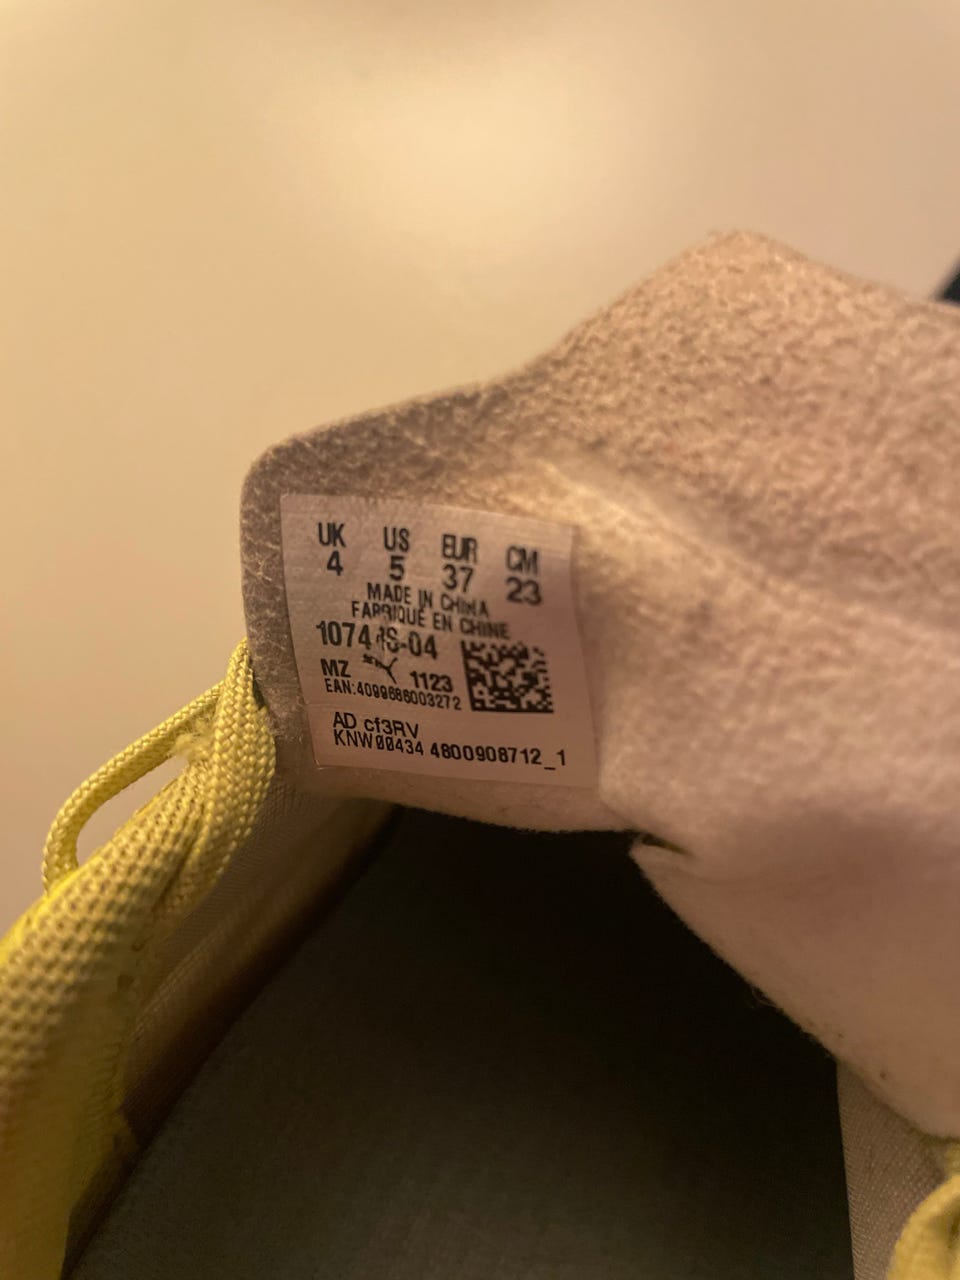 UK US EUR CM
4 5 37 23
MADE IN CHINA
FABRIQUE EN CHINE
MZ 1123
EAN:4099686003272
AD cf3RV
KNW00434 4800908712_1